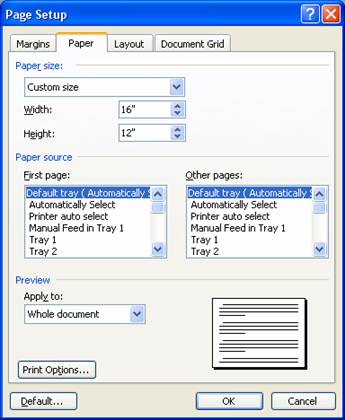 Page Setup
Margins Paper Layout Document Grid
Paper size:
Custom size
Width: 16"
Height: 12"
Paper source
First page: Other pages:
Default tray ( Automatically Default tray ( Automatically
Automatically Select Automatically Select
Printer auto select Printer auto select
Manual Feed in Tray 1 Manual Feed in Tray 1
Tray 1 Tray 1
Tray 2 Tray 2
Preview
Apply to:
Whole document
Print Options...
Default... OK Cancel